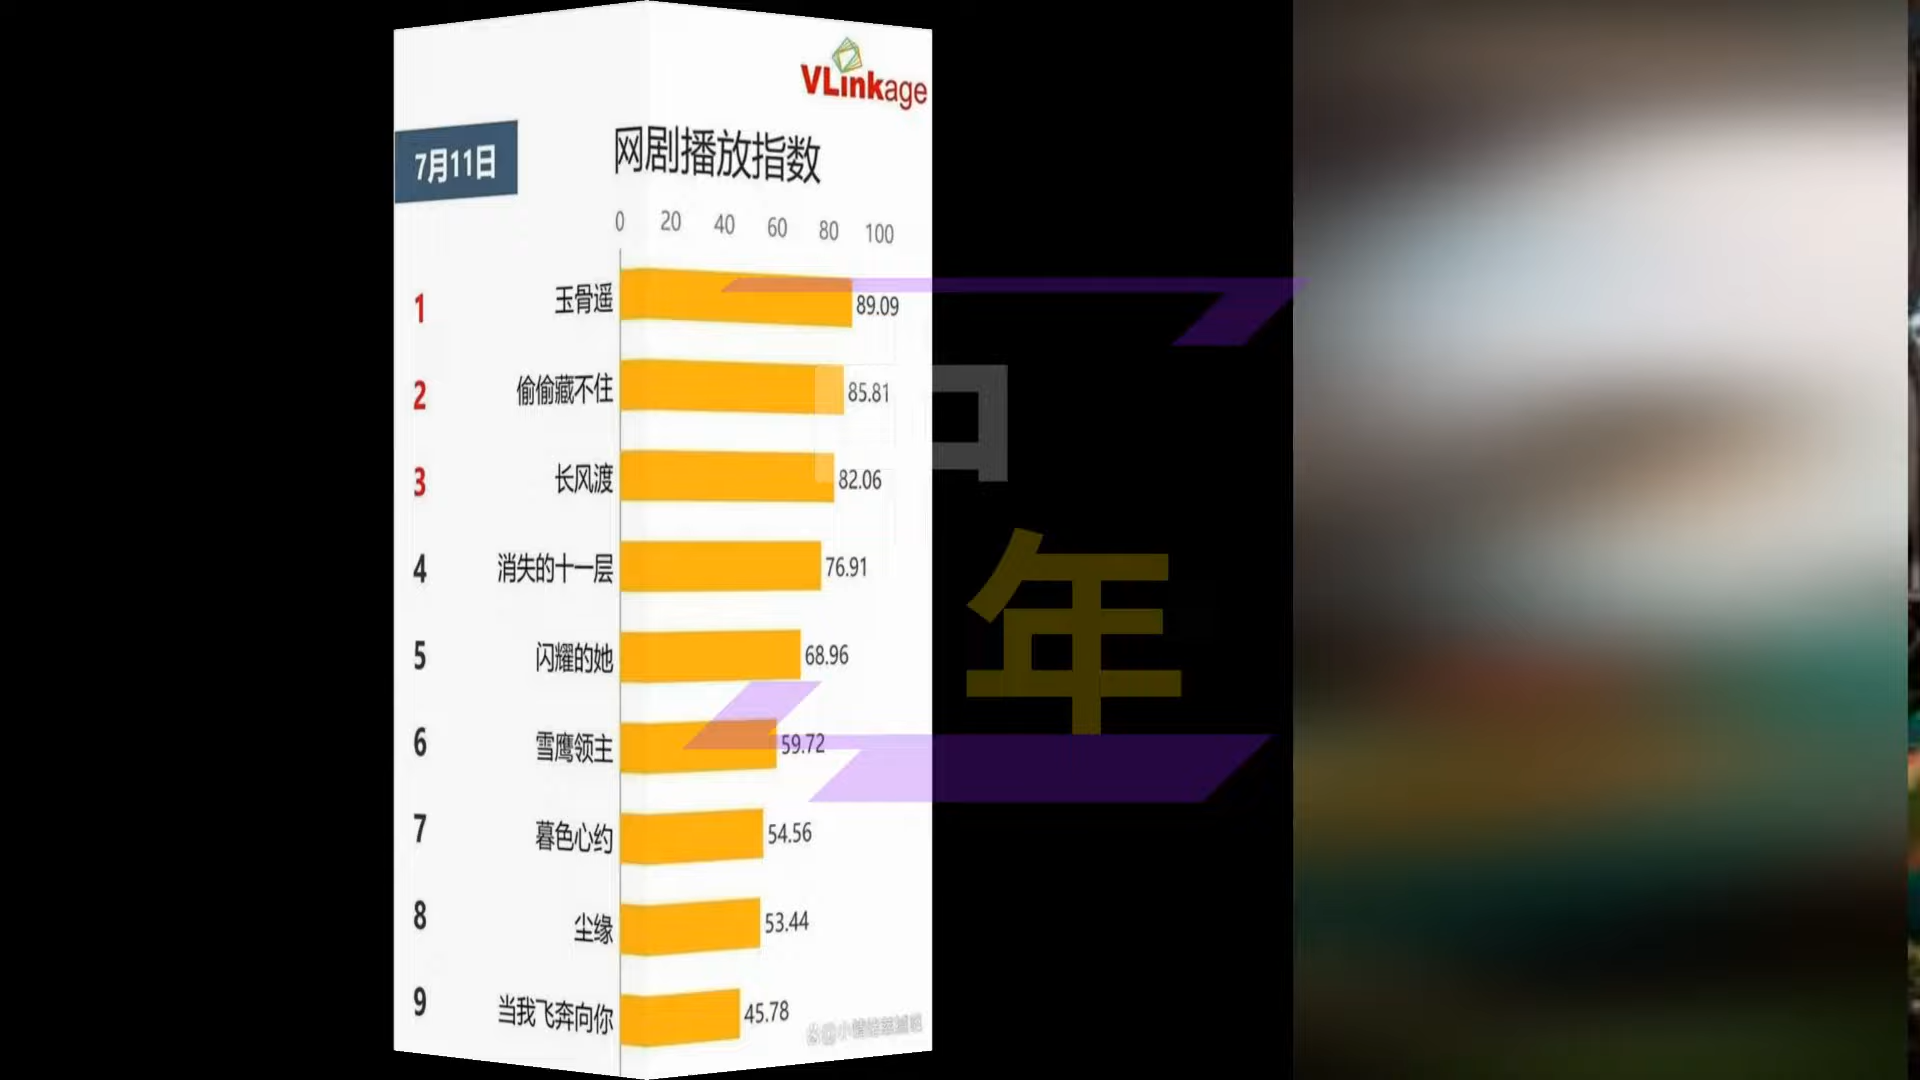 VLinkage
7月11日
网剧播放指数
0 20 40 60 80 100
1 玉骨遥 89.09
2 偷偷藏不住 85.81
3 长风渡 82.06
4 消失的十一层 76.91
5 闪耀的她 68.96
6 雪鹰领主 59.72
7 暮色心约 54.56
8 尘缘 53.44
9 当我飞奔向你 45.78
年